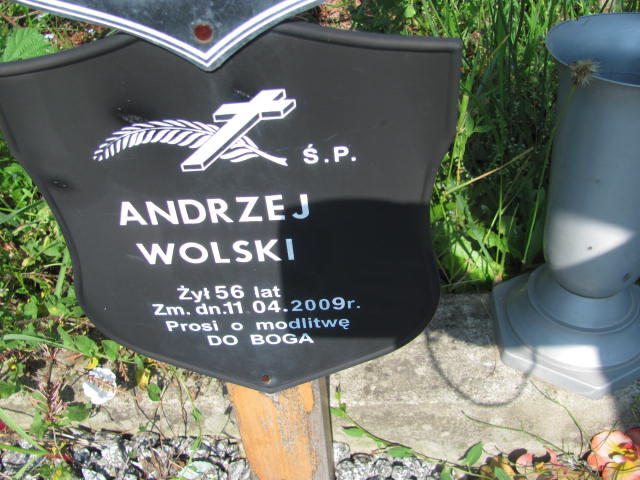 Ś.P.
ANDRZEJ
WOLSKI
Żył 56 lat
Zm. dn. 11 04.2009r.
Prosi o modlitwę
DO BOGA